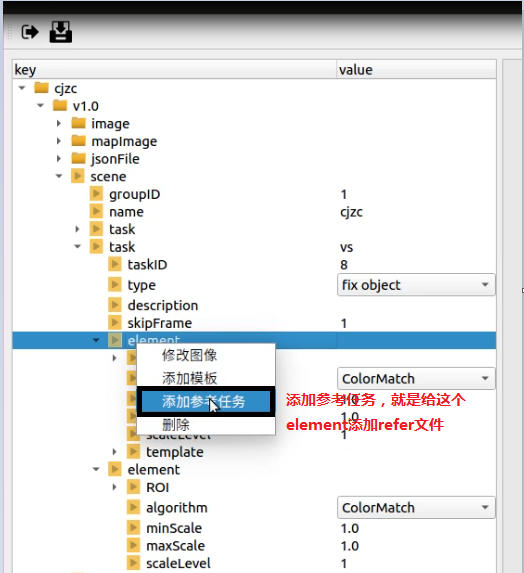 key value
cjzc
v1.0
image
mapImage
jsonFile
scene
groupID 1
name cjzc
task
task vs
taskID 8
type fix object
description
skipFrame 1
element
修改图像
添加模板 ColorMatch
添加参考任务 添加参考任务，就是给这个
1.0
删除 element添加refer文件
scaleLevel 1
template
element
ROI
algorithm ColorMatch
minScale 1.0
maxScale 1.0
scaleLevel 1